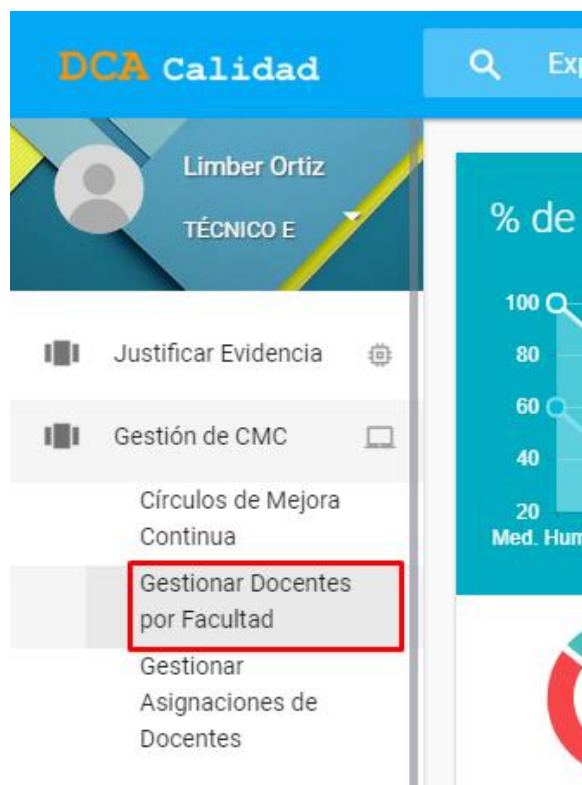 DCA Calidad
Exp
Limber Ortiz
TÉCNICO E
Justificar Evidencia
Gestión de CMC
Círculos de Mejora
Continua
Gestionar Docentes
por Facultad
Gestionar
Asignaciones de
Docentes
% de
100
80
60
40
20
Med. Hum